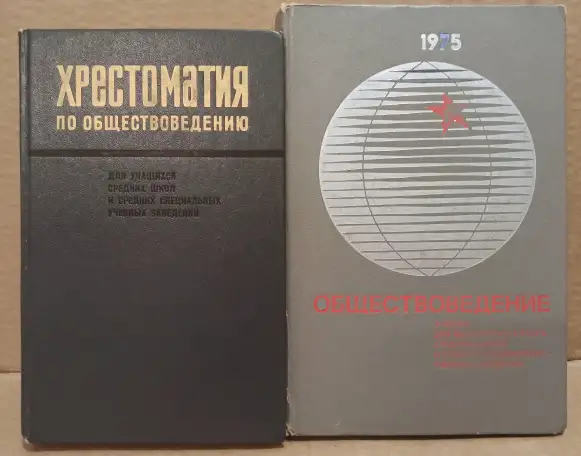 ХРЕСТОМАТИЯ
ПО ОБЩЕСТВОВЕДЕНИЮ
ДЛЯ УЧАЩИХСЯ
СРЕДНИХ ШКОЛ
И СРЕДНИХ СПЕЦИАЛЬНЫХ
УЧЕБНЫХ ЗАВЕДЕНИЙ
1975
ОБЩЕСТВОВЕДЕНИЕ